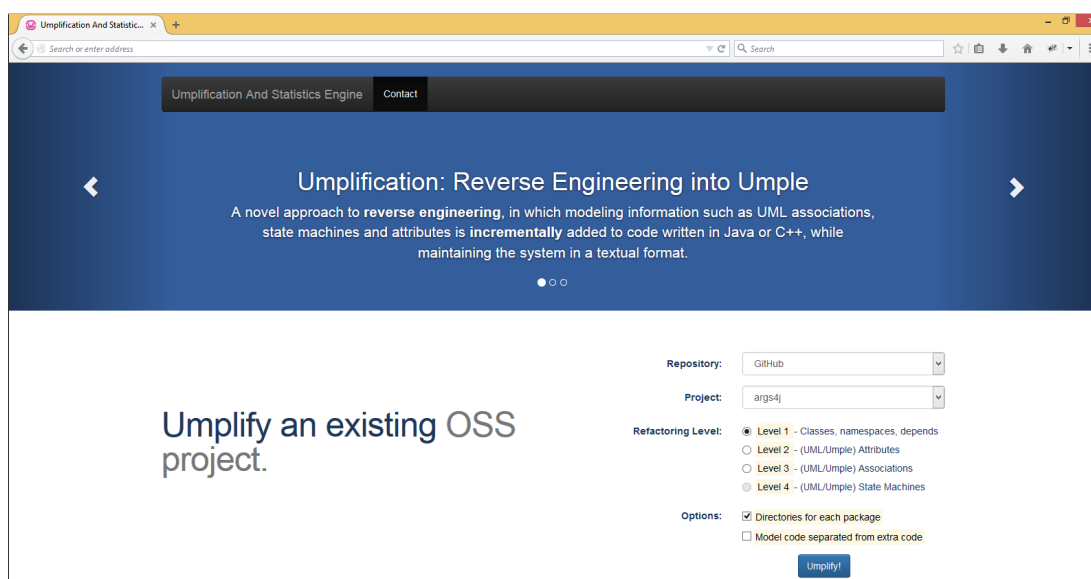 Umplification And Statistic...
Search or enter address
Search
Umplification And Statistics Engine Contact
Umplification: Reverse Engineering into Umple
A novel approach to reverse engineering, in which modeling information such as UML associations,
state machines and attributes is incrementally added to code written in Java or C++, while
maintaining the system in a textual format.
Umplify an existing OSS
project.
Repository: GitHub
Project: args4j
Refactoring Level: Level 1 - Classes, namespaces, depends
Level 2 - (UML/Umple) Attributes
Level 3 - (UML/Umple) Associations
Level 4 - (UML/Umple) State Machines
Options: Directories for each package
Model code separated from extra code
Umplify!